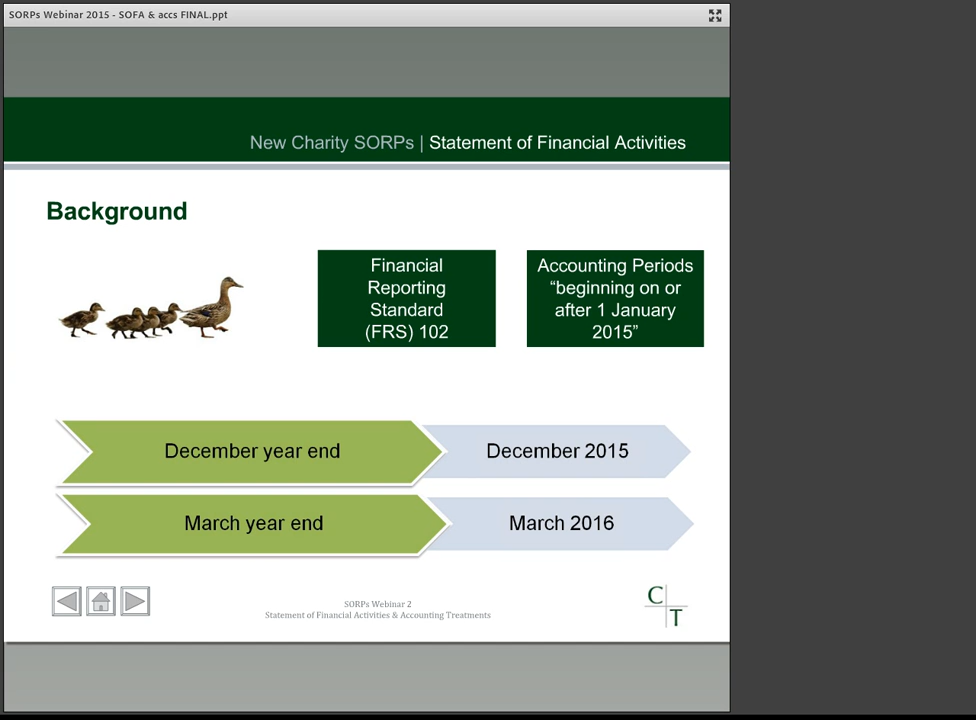 SORPs Webinar 2015 - SOFA & accs FINAL.ppt
New Charity SORPs | Statement of Financial Activities
Background
Financial
Reporting
Standard
(FRS) 102
Accounting Periods
“beginning on or
after 1 January
2015”
December year end
December 2015
March year end
March 2016
SORPs Webinar 2
Statement of Financial Activities & Accounting Treatments
C
T